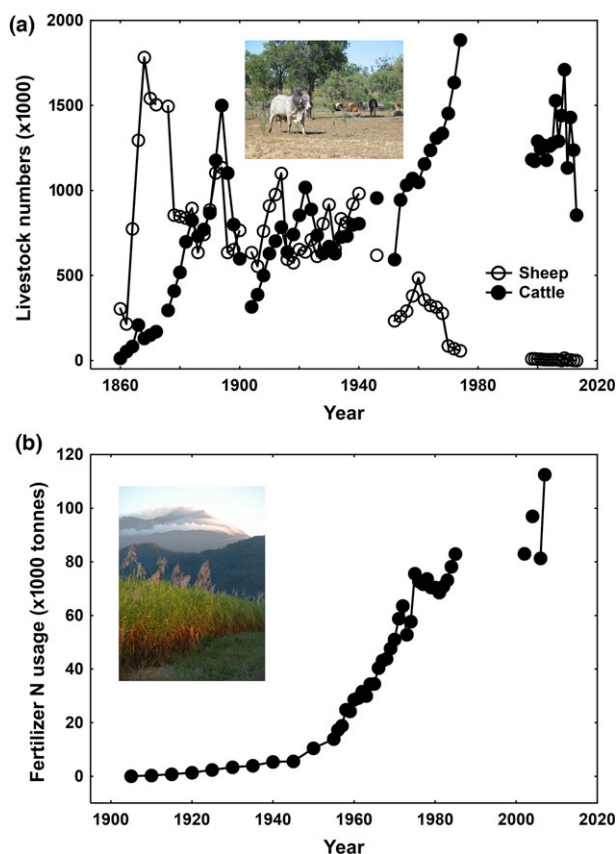 (a)
Livestock numbers (x1000)
2000
1500
1000
500
0
Sheep
Cattle
1860 1900 1940 1980 2020
Year
(b)
Fertilizer N usage (x1000 tonnes)
120
100
80
60
40
20
0
1900 1920 1940 1960 1980 2000 2020
Year